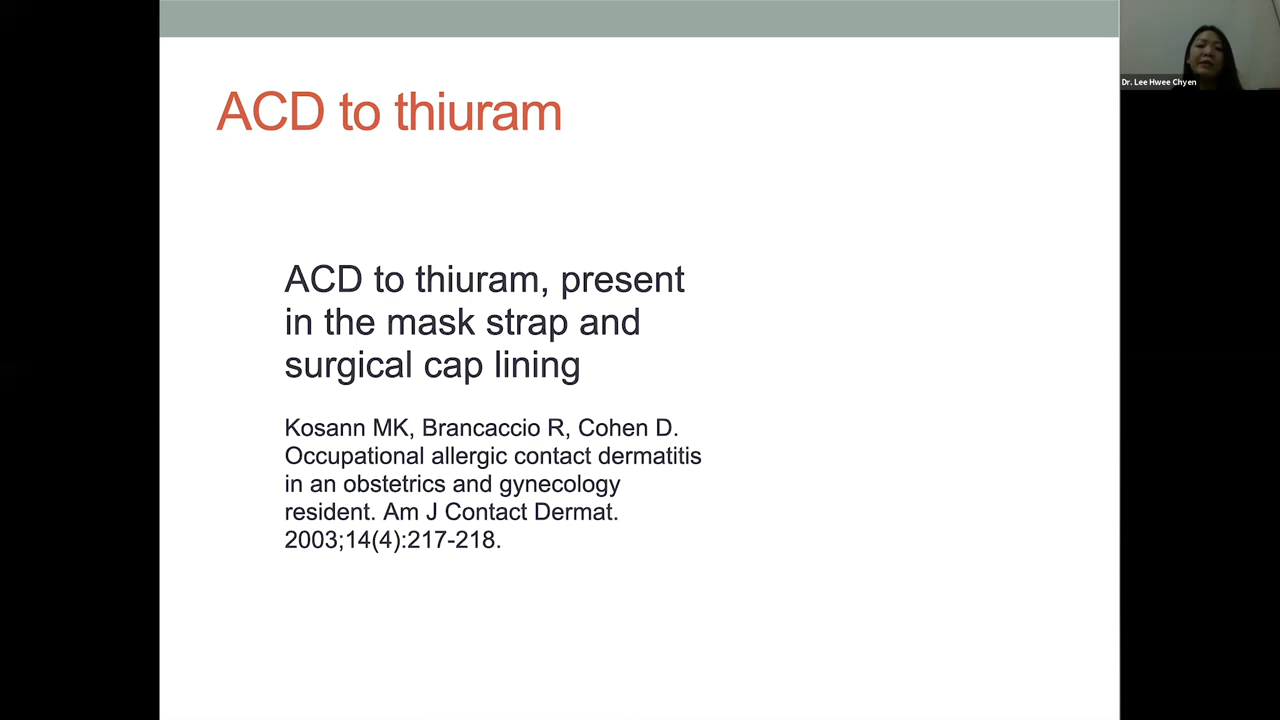 ACD to thiuram
Dr. Lee Hwee Chyen
ACD to thiuram, present
in the mask strap and
surgical cap lining
Kosann MK, Brancaccio R, Cohen D.
Occupational allergic contact dermatitis
in an obstetrics and gynecology
resident. Am J Contact Dermat.
2003;14(4):217-218.